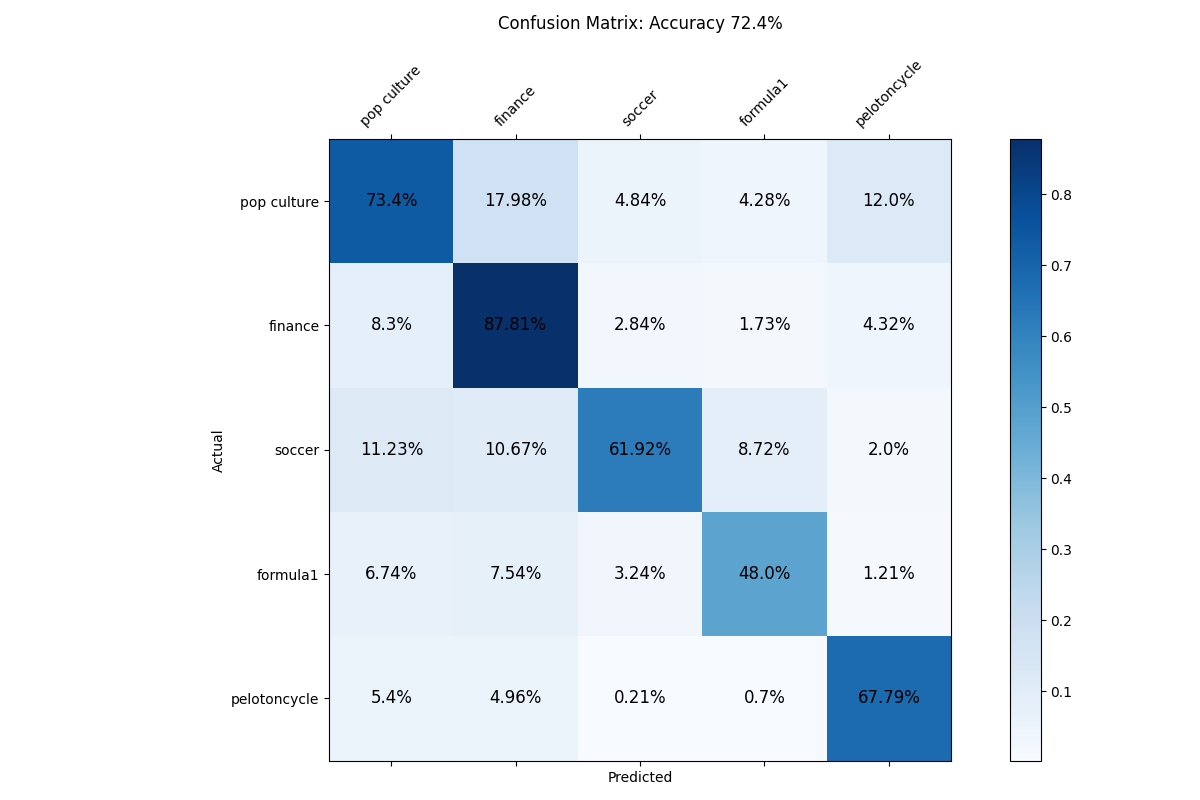 Confusion Matrix: Accuracy 72.4%
pop culture finance soccer formula1 pelotoncycle
pop culture 73.4% 17.98% 4.84% 4.28% 12.0%
finance 8.3% 87.81% 2.84% 1.73% 4.32%
soccer 11.23% 10.67% 61.92% 8.72% 2.0%
formula1 6.74% 7.54% 3.24% 48.0% 1.21%
pelotoncycle 5.4% 4.96% 0.21% 0.7% 67.79%
Actual
Predicted
0.8
0.7
0.6
0.5
0.4
0.3
0.2
0.1